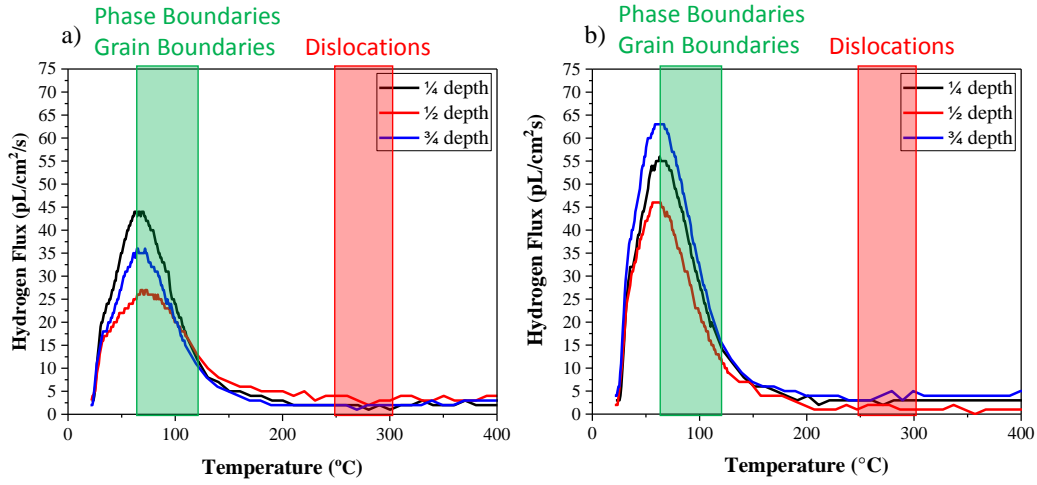 Phase Boundaries
Grain Boundaries
Dislocations
a)
¼ depth
½ depth
¾ depth
75
70
65
60
55
50
45
40
35
30
25
20
15
10
5
0
0
100
200
300
400
Hydrogen Flux (pL/cm²/s)
Temperature (ºC)
Phase Boundaries
Grain Boundaries
Dislocations
b)
¼ depth
½ depth
¾ depth
75
70
65
60
55
50
45
40
35
30
25
20
15
10
5
0
0
100
200
300
400
Hydrogen Flux (pL/cm²s)
Temperature (°C)